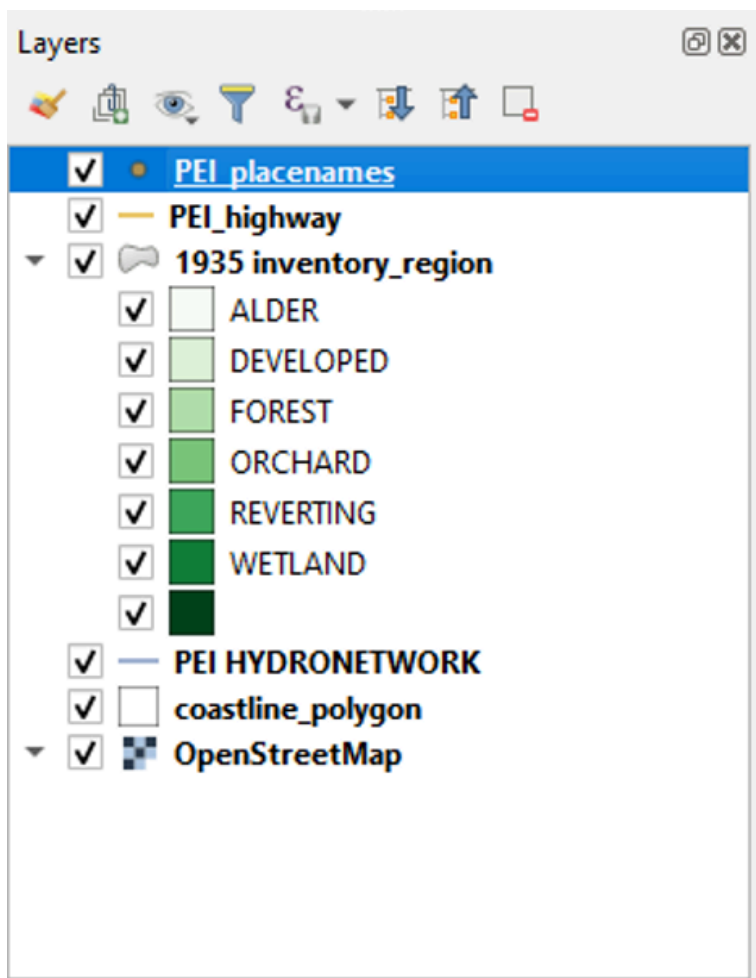 Layers
PEI_placenames
PEI_highway
1935 inventory_region
ALDER
DEVELOPED
FOREST
ORCHARD
REVERTING
WETLAND
PEI HYDRONETWORK
coastline_polygon
OpenStreetMap